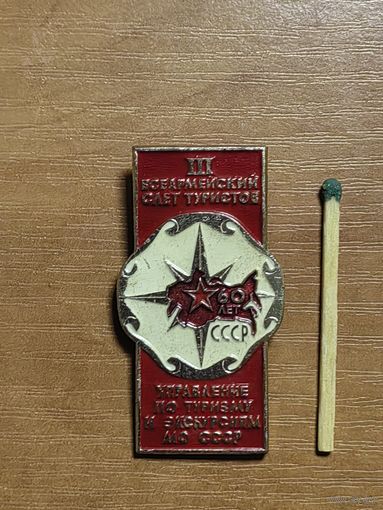 III
ВСЕАРМЕЙСКИЙ
СЛЕТ ТУРИСТОВ
60
ЛЕТ
СССР
УПРАВЛЕНИЕ
ПО ТУРИЗМУ
И ЭКСКУРСИЯМ
МО СССР